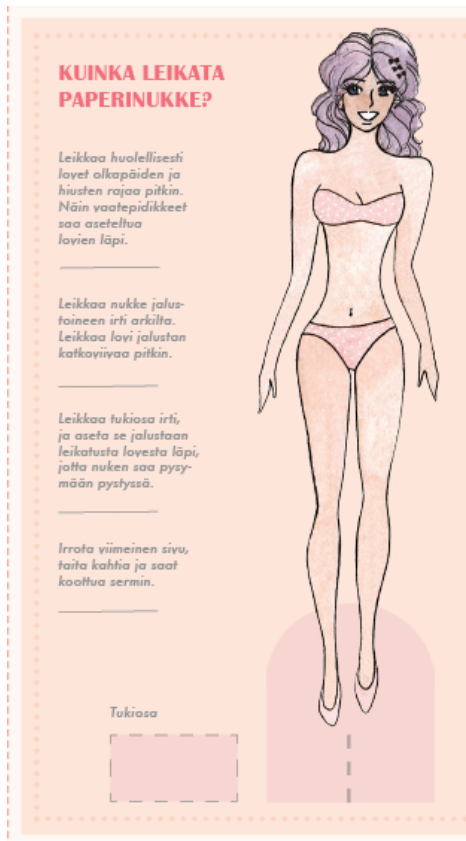 KUINKA LEIKATA
PAPERINUKKE?
Leikkaa huolellisesti
lovet olkapäiden ja
hiusten rajaa pitkin.
Näin vaatepidikkeet
saa aseteltua
lovien läpi.
Leikkaa nukke jalus-
toineen irti arkilta.
Leikkaa lovi jalustan
katkoviivaa pitkin.
Leikkaa tukiosa irti,
ja aseta se jalustaan
leikatusta lovesta läpi,
jotta nuken saa pysy-
mään pystyssä.
Irrota viimeinen sivu,
taita kahtia ja saat
koottua sermin.
Tukiosa